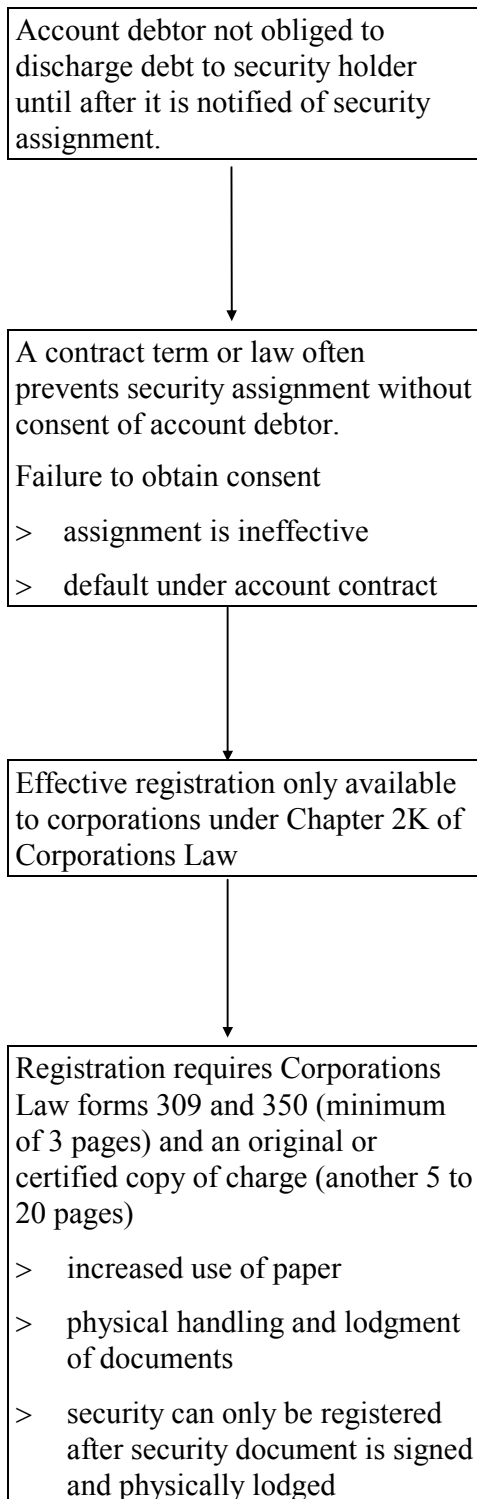 Account debtor not obliged to
discharge debt to security holder
until after it is notified of security
assignment.
A contract term or law often
prevents security assignment without
consent of account debtor.
Failure to obtain consent
> assignment is ineffective
> default under account contract
Effective registration only available
to corporations under Chapter 2K of
Corporations Law
Registration requires Corporations
Law forms 309 and 350 (minimum
of 3 pages) and an original or
certified copy of charge (another 5 to
20 pages)
> increased use of paper
> physical handling and lodgment
of documents
> security can only be registered
after security document is signed
and physically lodged